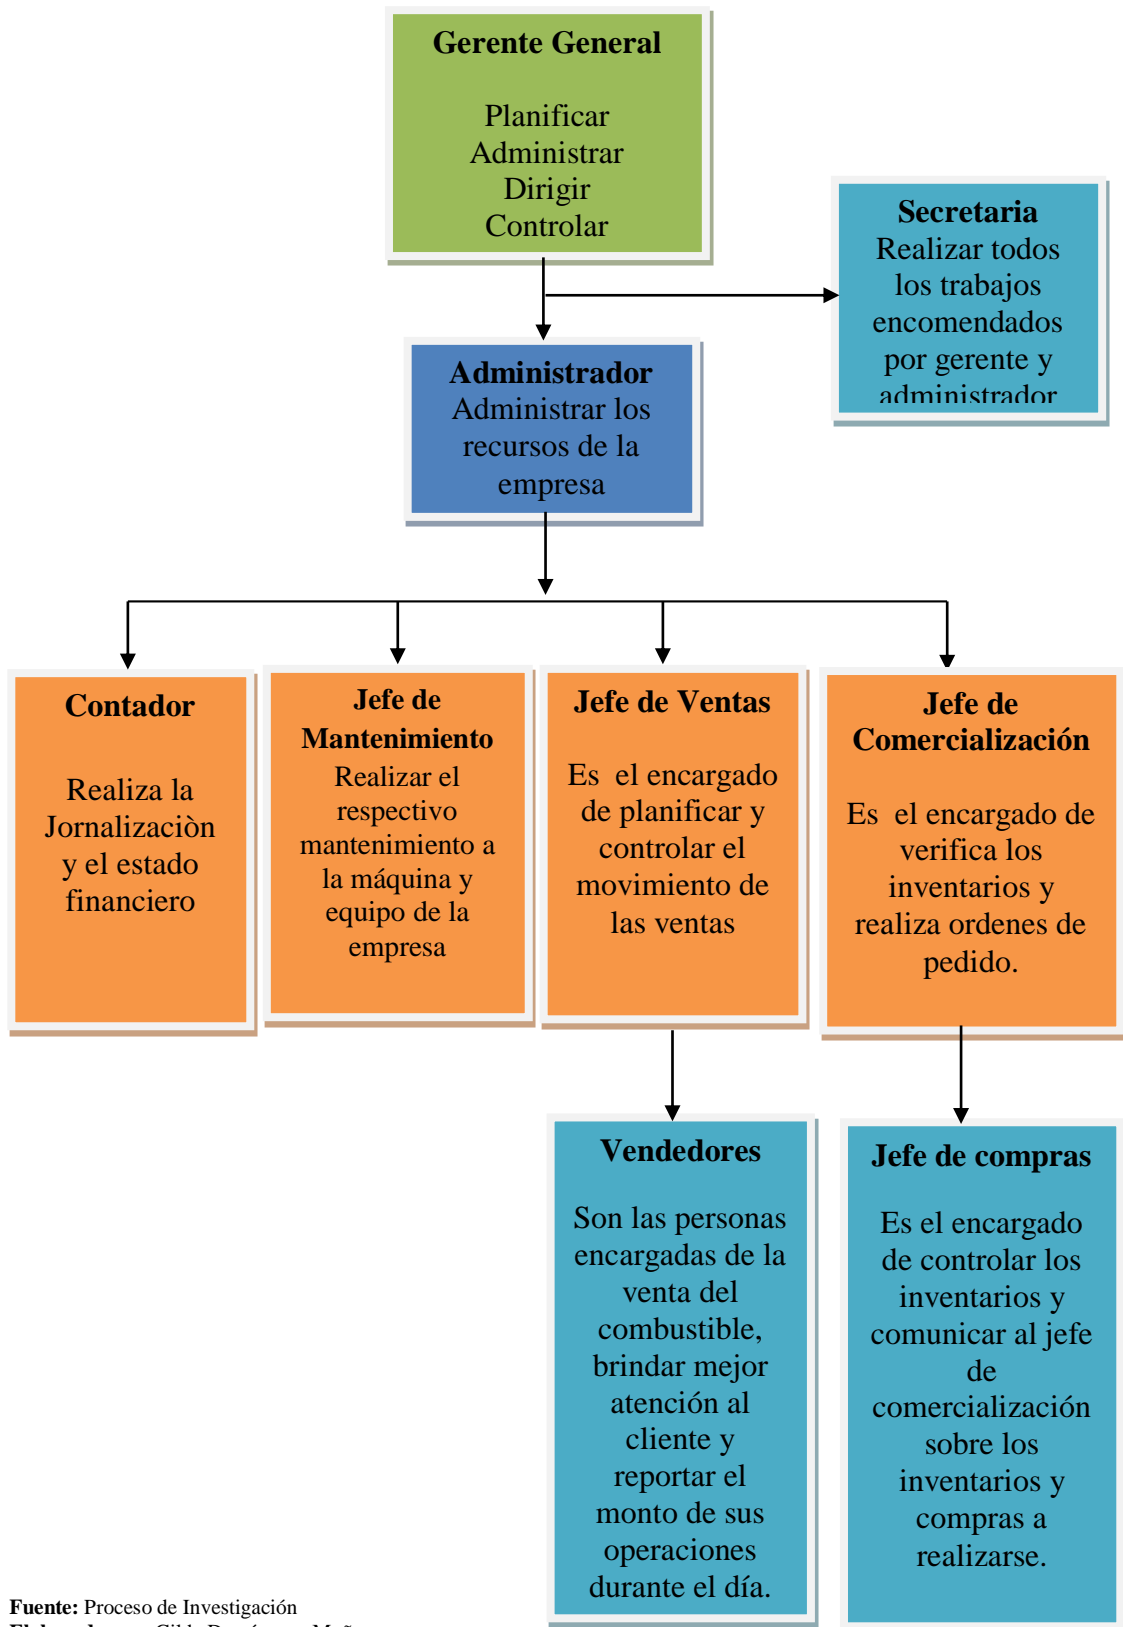 Gerente General
Planificar
Administrar
Dirigir
Controlar
Secretaria
Realizar todos
los trabajos
encomendados
por gerente y
administrador
Administrador
Administrar los
recursos de la
empresa
Contador
Realiza la
Jornalizaciòn
y el estado
financiero
Jefe de
Mantenimiento
Realizar el
respectivo
mantenimiento a
la máquina y
equipo de la
empresa
Jefe de Ventas
Es el encargado
de planificar y
controlar el
movimiento de
las ventas
Jefe de
Comercialización
Es el encargado de
verifica los
inventarios y
realiza ordenes de
pedido.
Vendedores
Son las personas
encargadas de la
venta del
combustible,
brindar mejor
atención al
cliente y
reportar el
monto de sus
operaciones
durante el día.
Jefe de compras
Es el encargado
de controlar los
inventarios y
comunicar al jefe
de
comercialización
sobre los
inventarios y
compras a
realizarse.
Fuente: Proceso de Investigación